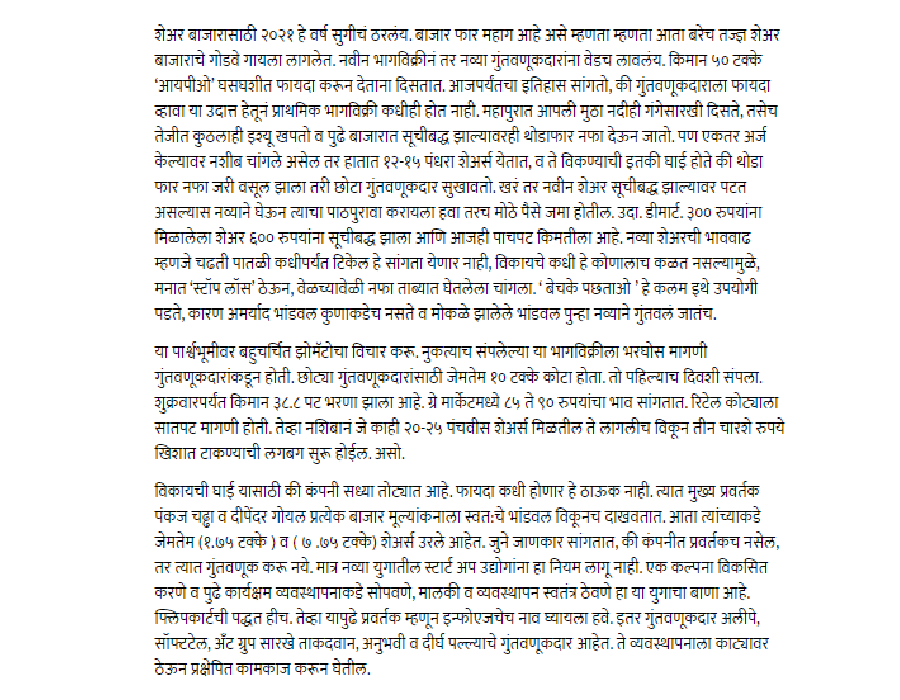 शेअर बाजारासाठी २०२१ हे वर्ष सुगीचं ठरलंय. बाजार फार महाग आहे असे म्हणता म्हणता आता बरेच तज्ज्ञ शेअर
बाजाराचे गोडवे गायला लागलेत. नवीन भागविक्रीनं तर नव्या गुंतवणूकदारांना वेडच लावलंय. किमान ५० टक्के
‘आयपीओ’ घसघशीत फायदा करून देताना दिसतात. आजपर्यंतचा इतिहास सांगतो, की गुंतवणूकदाराला फायदा
व्हावा या उदात्त हेतूनं प्राथमिक भागविक्री कधीही होत नाही. महापुरात आपली मुठा नदीही गंगेसारखी दिसते, तसेच
तेजीत कुठलाही इश्यू खपतो व पुढे बाजारात सूचीबद्ध झाल्यावरही थोडाफार नफा देऊन जातो. पण एकतर अर्ज
केल्यावर नशीब चांगले असेल तर हातात १२-१५ पंधरा शेअर्स येतात, व ते विकण्याची इतकी घाई होते की थोडा
फार नफा जरी वसूल झाला तरी छोटा गुंतवणूकदार सुखावतो. खरं तर नवीन शेअर सूचीबद्ध झाल्यावर पटत
असल्यास नव्याने घेऊन त्याचा पाठपुरावा करायला हवा तरच मोठे पैसे जमा होतील. उदा. डीमार्ट. ३०० रुपयांना
मिळालेला शेअर ६०० रुपयांना सूचीबद्ध झाला आणि आजही पाचपट किमतीला आहे. नव्या शेअरची भाववाढ
म्हणजे चढती पातळी कधीपर्यंत टिकेल हे सांगता येणार नाही, विकायचे कधी हे कोणालाच कळत नसल्यामुळे,
मनात ‘स्टॉप लॉस’ ठेऊन, वेळच्यावेळी नफा ताब्यात घेतलेला चांगला. ‘ बेचके पछताओ ’ हे कलम इथे उपयोगी
पडते, कारण अमर्याद भांडवल कुणाकडेच नसते व मोकळे झालेले भांडवल पुन्हा नव्याने गुंतवलं जातंच.
या पार्श्वभूमीवर बहुचर्चित झोमॅटोचा विचार करू. नुकत्याच संपलेल्या या भागविक्रीला भरघोस मागणी
गुंतवणूकदारांकडून होती. छोट्या गुंतवणूकदारांसाठी जेमतेम १० टक्के कोटा होता. तो पहिल्याच दिवशी संपला.
शुक्रवारपर्यंत किमान ३८.८ पट भरणा झाला आहे. ग्रे मार्केटमध्ये ८५ ते ९० रुपयांचा भाव सांगतात. रिटेल कोट्याला
सातपट मागणी होती. तेव्हा नशिबानं जे काही २०-२५ पंचवीस शेअर्स मिळतील ते लागलीच विकून तीन चारशे रुपये
खिशात टाकण्याची लगबग सुरू होईल. असो.
विकायची घाई यासाठी की कंपनी सध्या तोट्यात आहे. फायदा कधी होणार हे ठाऊक नाही. त्यात मुख्य प्रवर्तक
पंकज चढ्ढा व दीपेंदर गोयल प्रत्येक बाजार मूल्यांकनाला स्वतःचे भांडवल विकूनच दाखवतात. आता त्यांच्याकडे
जेमतेम (१.७५ टक्के ) व ( ७ .७५ टक्के) शेअर्स उरले आहेत. जुने जाणकार सांगतात, की कंपनीत प्रवर्तकच नसेल,
तर त्यात गुंतवणूक करू नये. मात्र नव्या युगातील स्टार्ट अप उद्योगांना हा नियम लागू नाही. एक कल्पना विकसित
करणे व पुढे कार्यक्षम व्यवस्थापनाकडे सोपवणे, मालकी व व्यवस्थापन स्वतंत्र ठेवणे हा या युगाचा बाणा आहे.
फ्लिपकार्टची पद्धत हीच. तेव्हा यापुढे प्रवर्तक म्हणून इन्फोएजचेच नाव घ्यायला हवे. इतर गुंतवणूकदार अलीपे,
सॉफ्टटेल, अँट ग्रुप सारखे ताकदवान, अनुभवी व दीर्घ पल्ल्याचे गुंतवणूकदार आहेत. ते व्यवस्थापनाला काट्यावर
ठेऊन प्रक्षेपित कामकाज करून घेतील.